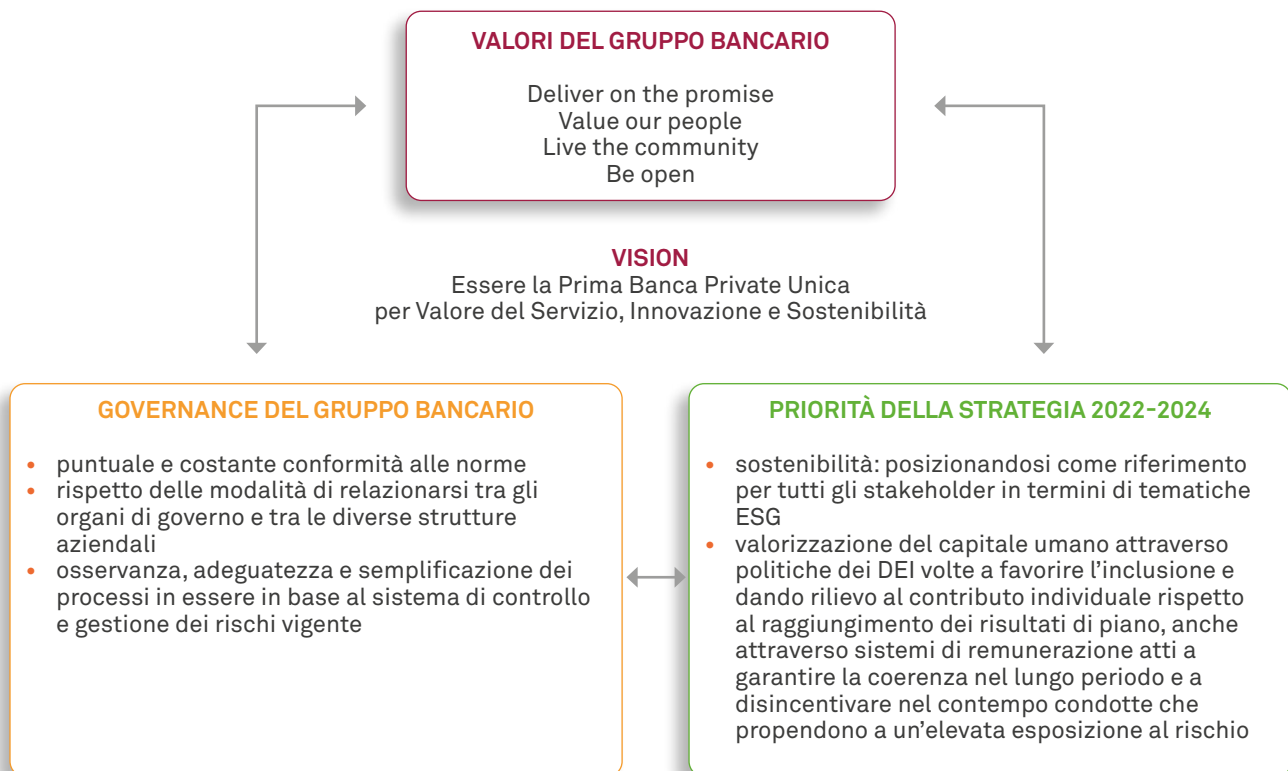 VALORI DEL GRUPPO BANCARIO
Deliver on the promise
Value our people
Live the community
Be open
VISION
Essere la Prima Banca Private Unica
per Valore del Servizio, Innovazione e Sostenibilità
GOVERNANCE DEL GRUPPO BANCARIO
• puntuale e costante conformità alle norme
• rispetto delle modalità di relazionarsi tra gli
organi di governo e tra le diverse strutture
aziendali
• osservanza, adeguatezza e semplificazione dei
processi in essere in base al sistema di controllo
e gestione dei rischi vigente
PRIORITÀ DELLA STRATEGIA 2022-2024
• sostenibilità: posizionandosi come riferimento
per tutti gli stakeholder in termini di tematiche
ESG
• valorizzazione del capitale umano attraverso
politiche dei DEI volte a favorire l'inclusione e
dando rilievo al contributo individuale rispetto
al raggiungimento dei risultati di piano, anche
attraverso sistemi di remunerazione atti a
garantire la coerenza nel lungo periodo e a
disincentivare nel contempo condotte che
propendono a un'elevata esposizione al rischio